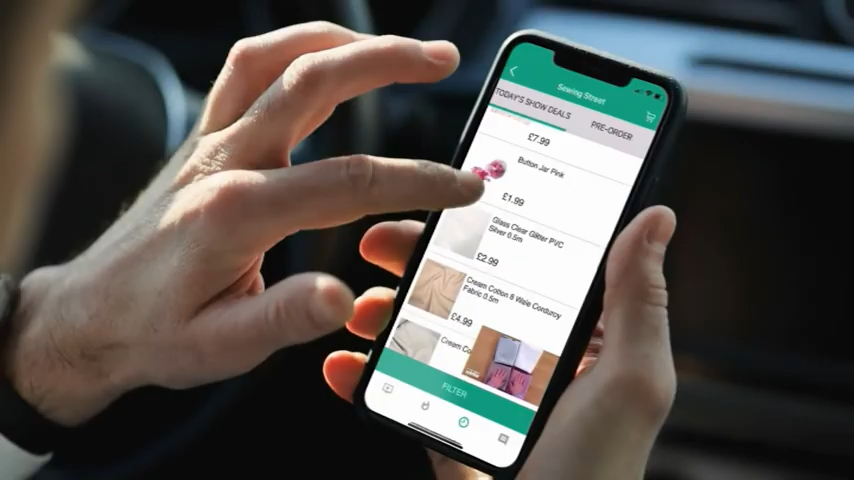 Sewing Street
TODAY'S SHOW DEALS
PRE-ORDER
£7.99
Button Jar Pink
£1.99
Glass Clear Glitter PVC
Silver 0.5m
£2.99
Cream Cotton 8 Wale Corduroy
Fabric 0.5m
£4.99
Cream Co
FILTER